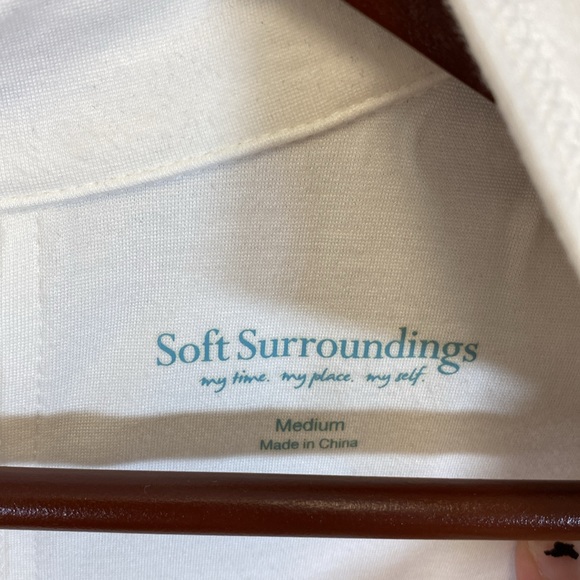 Soft Surroundings
my time. my place. my self.
Medium
Made in China